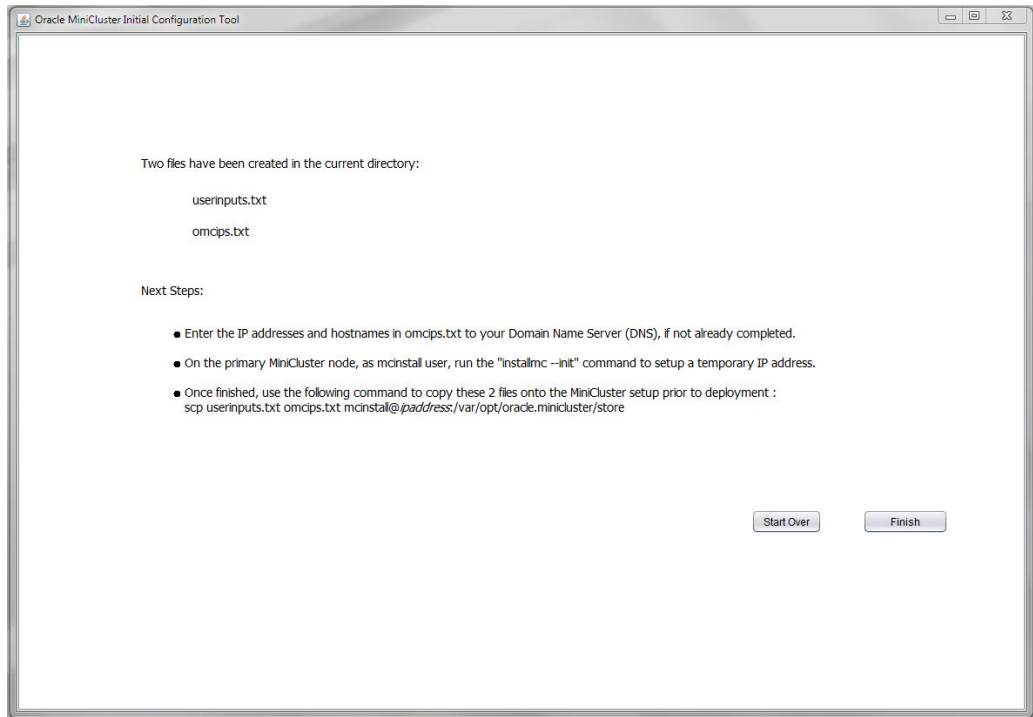 Oracle MiniCluster Initial Configuration Tool
Two files have been created in the current directory:
userinputs.txt
omcips.txt
Next Steps:
Enter the IP addresses and hostnames in omcips.txt to your Domain Name Server (DNS), if not already completed.
On the primary MiniCluster node, as mcinstall user, run the "installmc --init" command to setup a temporary IP address.
Once finished, use the following command to copy these 2 files onto the MiniCluster setup prior to deployment :
scp userinputs.txt omcips.txt mcinstall@ipaddress:/var/opt/oracle.minicluster/store
Start Over Finish